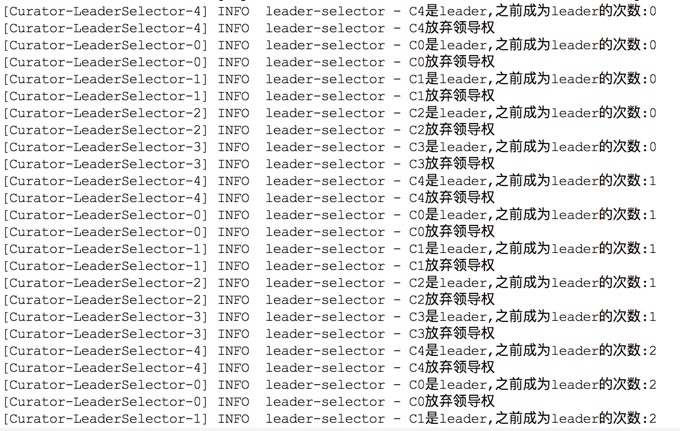 [Curator-LeaderSelector-4] INFO  leader-selector - C4是leader,之前成为leader的次数:0
[Curator-LeaderSelector-4] INFO  leader-selector - C4放弃领导权
[Curator-LeaderSelector-0] INFO  leader-selector - C0是leader,之前成为leader的次数:0
[Curator-LeaderSelector-0] INFO  leader-selector - C0放弃领导权
[Curator-LeaderSelector-1] INFO  leader-selector - C1是leader,之前成为leader的次数:0
[Curator-LeaderSelector-1] INFO  leader-selector - C1放弃领导权
[Curator-LeaderSelector-2] INFO  leader-selector - C2是leader,之前成为leader的次数:0
[Curator-LeaderSelector-2] INFO  leader-selector - C2放弃领导权
[Curator-LeaderSelector-3] INFO  leader-selector - C3是leader,之前成为leader的次数:0
[Curator-LeaderSelector-3] INFO  leader-selector - C3放弃领导权
[Curator-LeaderSelector-4] INFO  leader-selector - C4是leader,之前成为leader的次数:1
[Curator-LeaderSelector-4] INFO  leader-selector - C4放弃领导权
[Curator-LeaderSelector-0] INFO  leader-selector - C0是leader,之前成为leader的次数:1
[Curator-LeaderSelector-0] INFO  leader-selector - C0放弃领导权
[Curator-LeaderSelector-1] INFO  leader-selector - C1是leader,之前成为leader的次数:1
[Curator-LeaderSelector-1] INFO  leader-selector - C1放弃领导权
[Curator-LeaderSelector-2] INFO  leader-selector - C2是leader,之前成为leader的次数:1
[Curator-LeaderSelector-2] INFO  leader-selector - C2放弃领导权
[Curator-LeaderSelector-3] INFO  leader-selector - C3是leader,之前成为leader的次数:1
[Curator-LeaderSelector-3] INFO  leader-selector - C3放弃领导权
[Curator-LeaderSelector-4] INFO  leader-selector - C4是leader,之前成为leader的次数:2
[Curator-LeaderSelector-4] INFO  leader-selector - C4放弃领导权
[Curator-LeaderSelector-0] INFO  leader-selector - C0是leader,之前成为leader的次数:2
[Curator-LeaderSelector-0] INFO  leader-selector - C0放弃领导权
[Curator-LeaderSelector-1] INFO  leader-selector - C1是leader,之前成为leader的次数:2